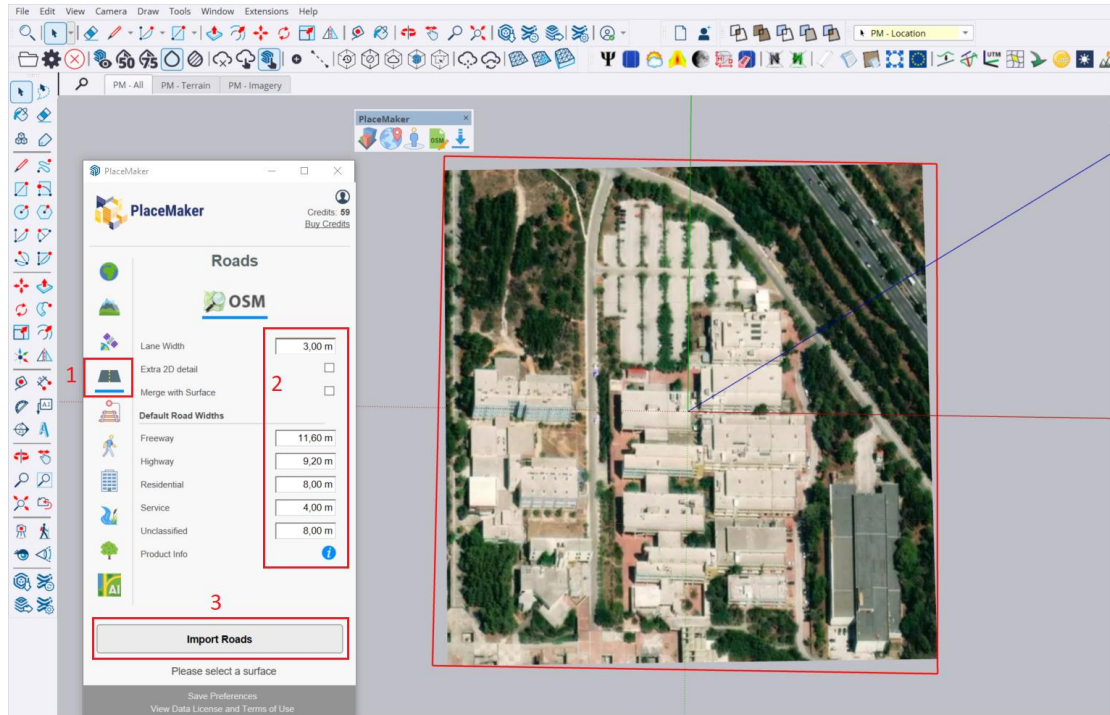 File Edit View Camera Draw Tools Window Extensions Help
PM - Location
UTM
PM - All PM - Terrain PM - Imagery
PlaceMaker
OSM
PlaceMaker
PlaceMaker
Credits: 59
Buy Credits
Roads
OSM
Lane Width 3,00 m
Extra 2D detail
1
2
Merge with Surface
Default Road Widths
Freeway 11,60 m
Highway 9,20 m
Residential 8,00 m
Service 4,00 m
Unclassified 8,00 m
Product Info
AI
3
Import Roads
Please select a surface
Save Preferences
View Data License and Terms of Use